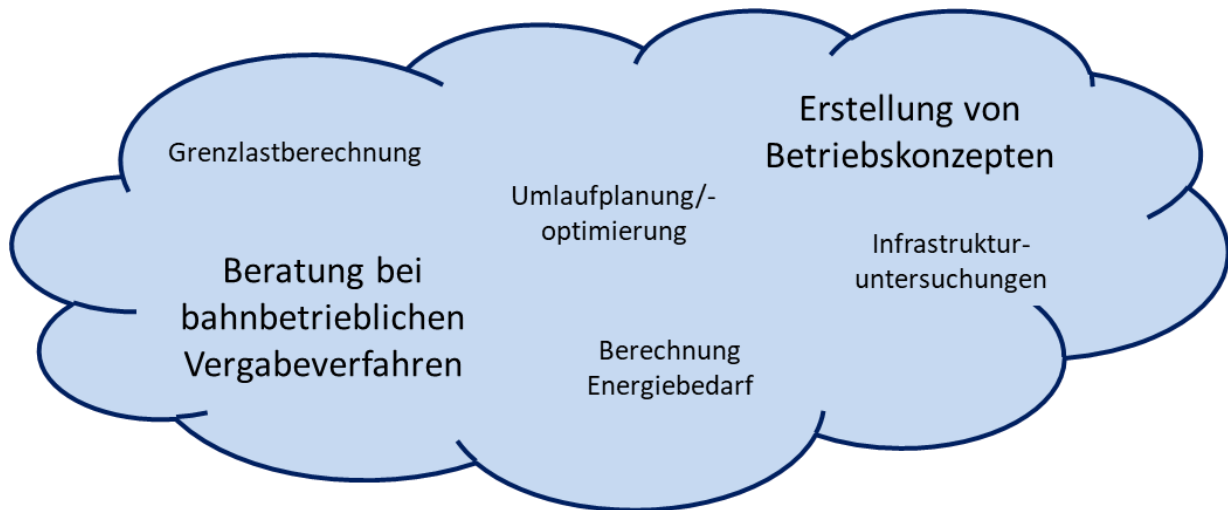 Grenzlastberechnung
Erstellung von
Betriebskonzepten
Umlaufplanung/-
optimierung
Infrastruktur-
untersuchungen
Beratung bei
bahnbetrieblichen
Vergabeverfahren
Berechnung
Energiebedarf